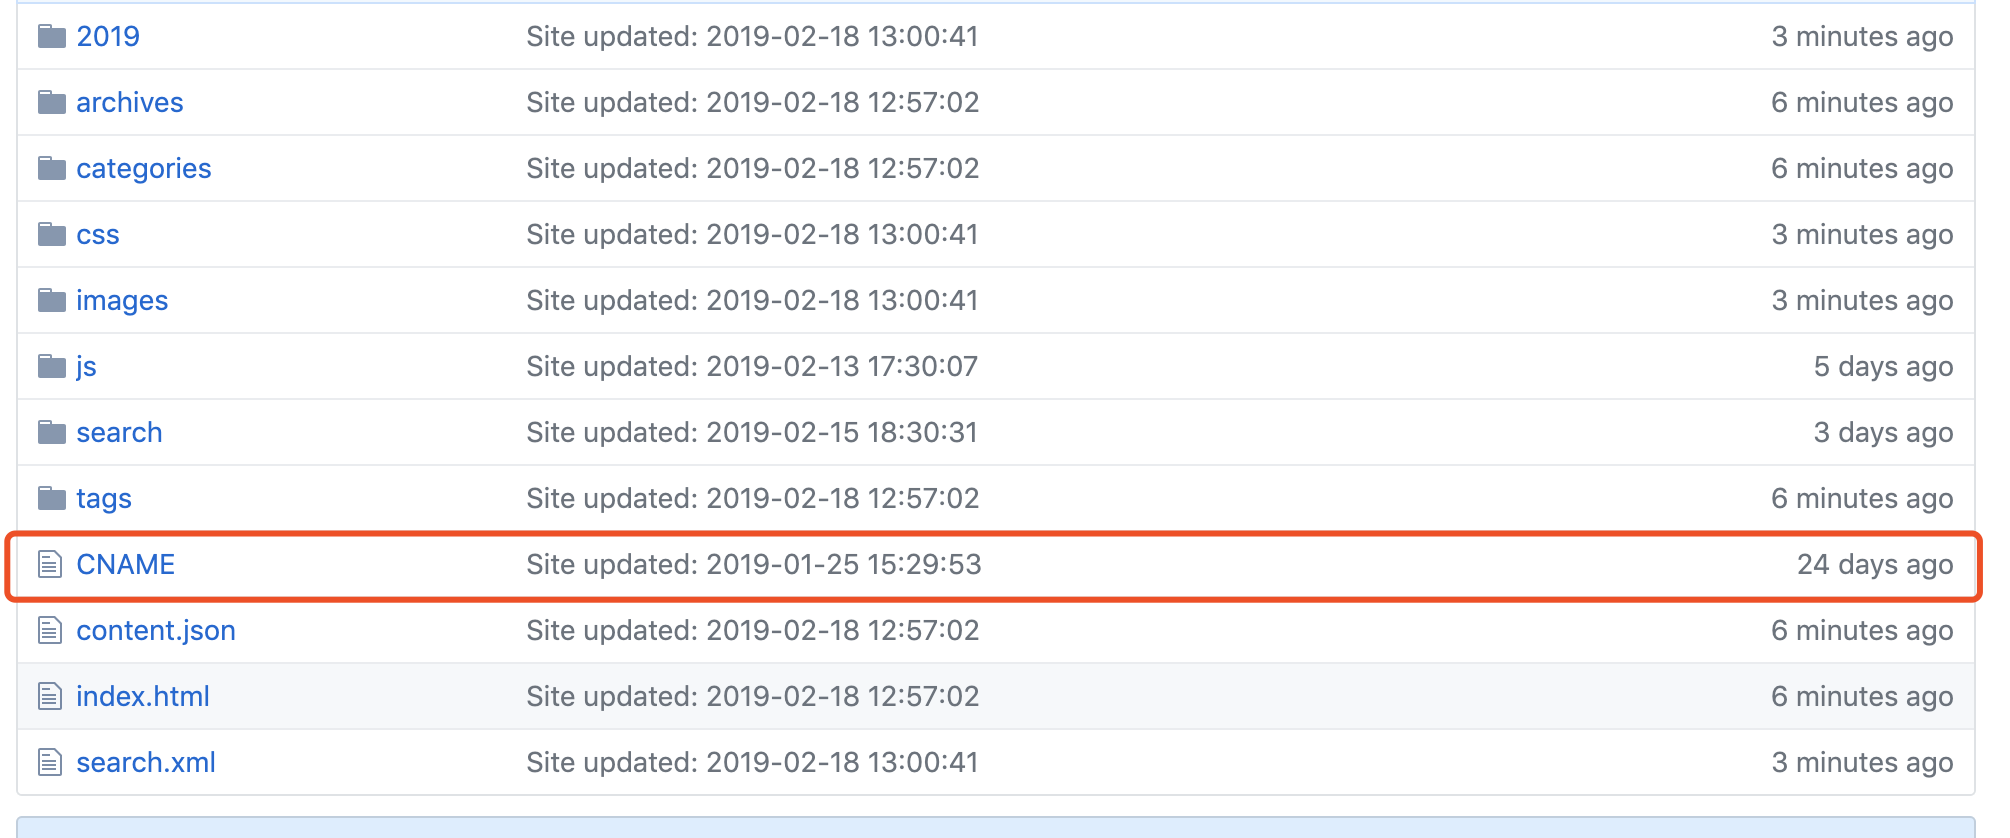 2019 Site updated: 2019-02-18 13:00:41 3 minutes ago
archives Site updated: 2019-02-18 12:57:02 6 minutes ago
categories Site updated: 2019-02-18 12:57:02 6 minutes ago
css Site updated: 2019-02-18 13:00:41 3 minutes ago
images Site updated: 2019-02-18 13:00:41 3 minutes ago
js Site updated: 2019-02-13 17:30:07 5 days ago
search Site updated: 2019-02-15 18:30:31 3 days ago
tags Site updated: 2019-02-18 12:57:02 6 minutes ago
CNAME Site updated: 2019-01-25 15:29:53 24 days ago
content.json Site updated: 2019-02-18 12:57:02 6 minutes ago
index.html Site updated: 2019-02-18 12:57:02 6 minutes ago
search.xml Site updated: 2019-02-18 13:00:41 3 minutes ago